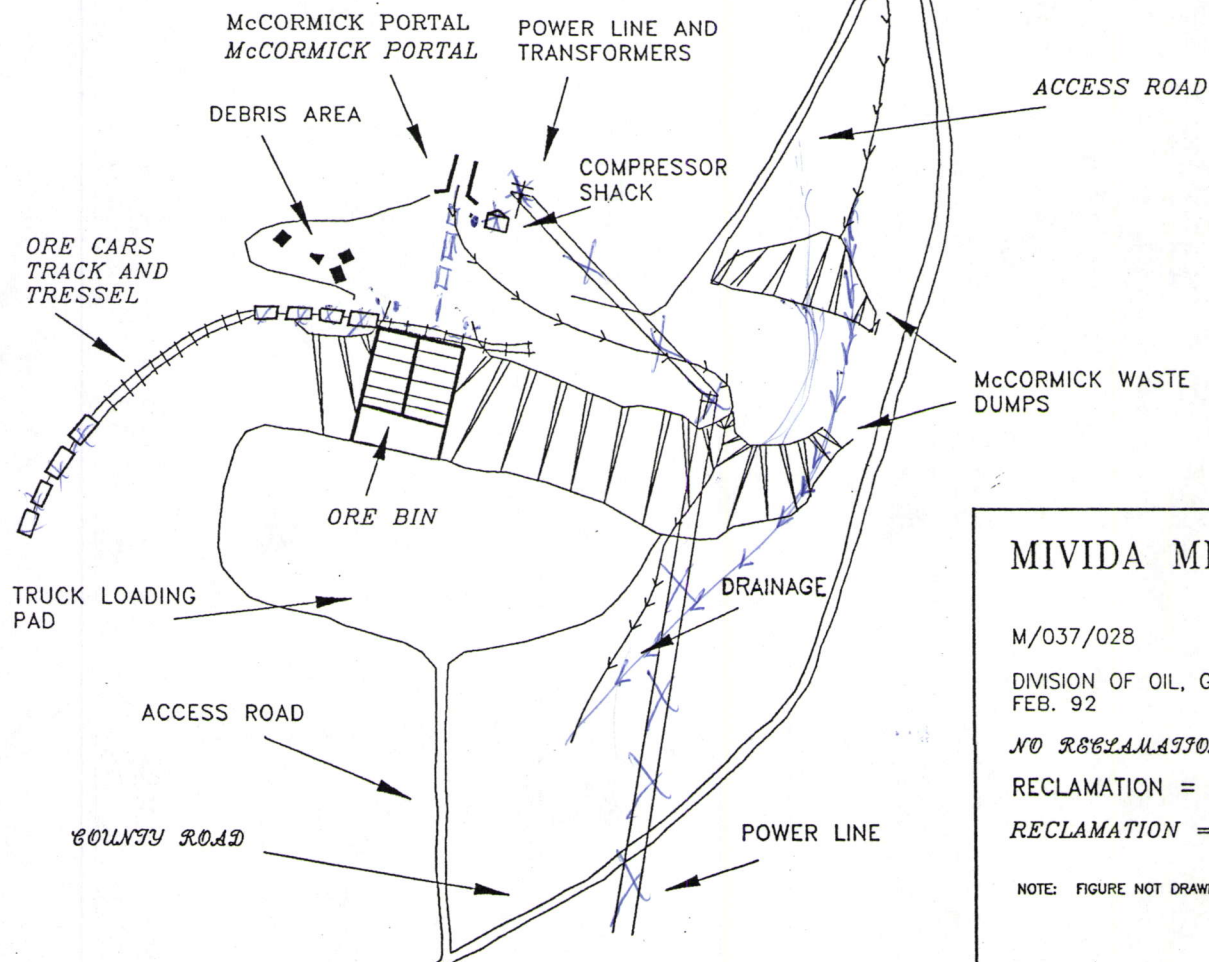 McCORMICK PORTAL
McCORMICK PORTAL
POWER LINE AND
TRANSFORMERS
ACCESS ROAD
DEBRIS AREA
COMPRESSOR
SHACK
ORE CARS
TRACK AND
TRESSEL
McCORMICK WASTE
DUMPS
ORE BIN
TRUCK LOADING
PAD
DRAINAGE
ACCESS ROAD
COUNTY ROAD
POWER LINE
MIVIDA
M/037/028
DIVISION OF OIL, G
FEB. 92
NO RECLAMATIO
RECLAMATION =
RECLAMATION =
NOTE: FIGURE NOT DRAW